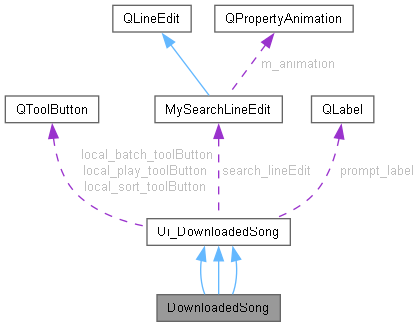 QLineEdit
QPropertyAnimation
m_animation
QToolButton
MySearchLineEdit
QLabel
local_batch_toolButton
local_play_toolButton
local_sort_toolButton
search_lineEdit
prompt_label
Ui_DownloadedSong
DownloadedSong